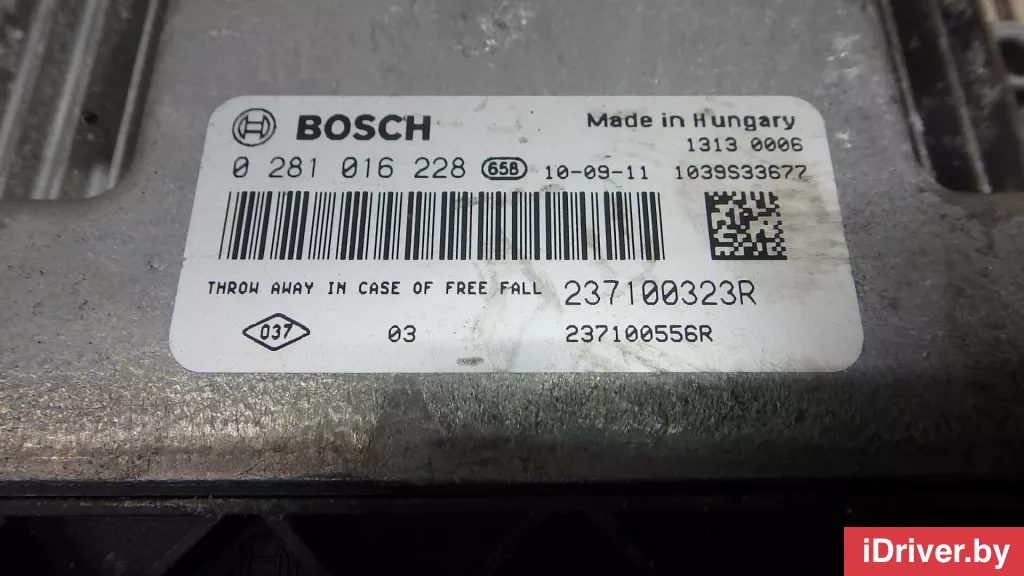 BOSCH Made in Hungary
1313 0006
0 281 016 228 658 10-09-11 1039S33677
THROW AWAY IN CASE OF FREE FALL 237100323R
037 03 237100556R
iDriver.by